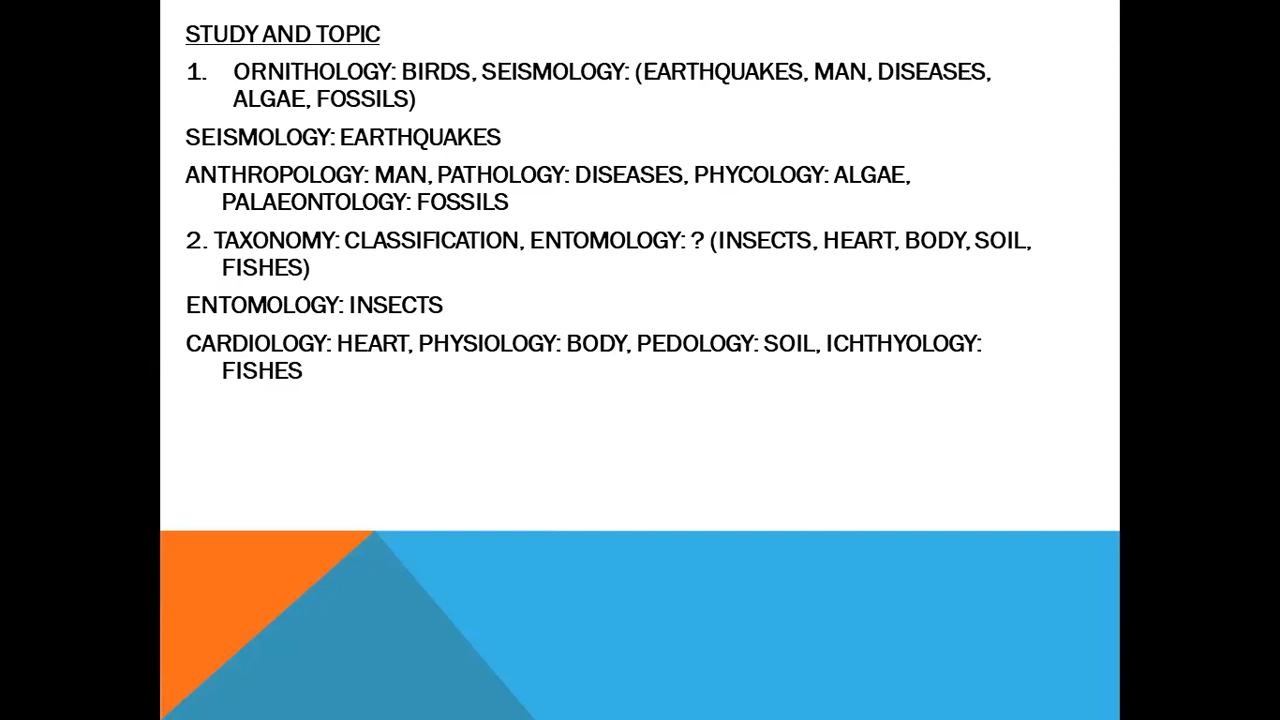 STUDY AND TOPIC
1. ORNITHOLOGY: BIRDS, SEISMOLOGY: (EARTHQUAKES, MAN, DISEASES,
ALGAE, FOSSILS)
SEISMOLOGY: EARTHQUAKES
ANTHROPOLOGY: MAN, PATHOLOGY: DISEASES, PHYCOLOGY: ALGAE,
PALAEONTOLOGY: FOSSILS
2. TAXONOMY: CLASSIFICATION, ENTOMOLOGY: ? (INSECTS, HEART, BODY, SOIL,
FISHES)
ENTOMOLOGY: INSECTS
CARDIOLOGY: HEART, PHYSIOLOGY: BODY, PEDOLOGY: SOIL, ICHTHYOLOGY:
FISHES